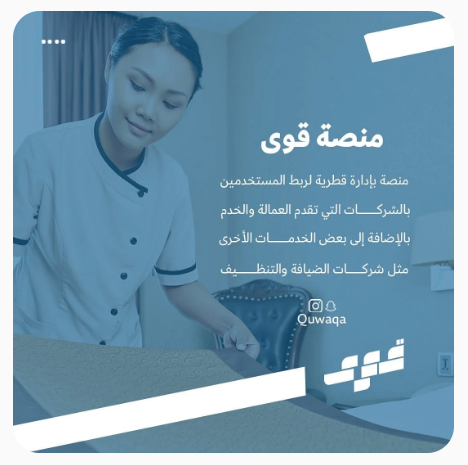 منصة قوى
منصة بإدارة قطرية لربط المستخدمين
بالشركـــات التي تقدم العمالة والخدم
بالإضافة إلى بعض الخدمـــات الأخرى
مثل شركـــات الضيافة والتنظـــيف
Quwaqa
قوى